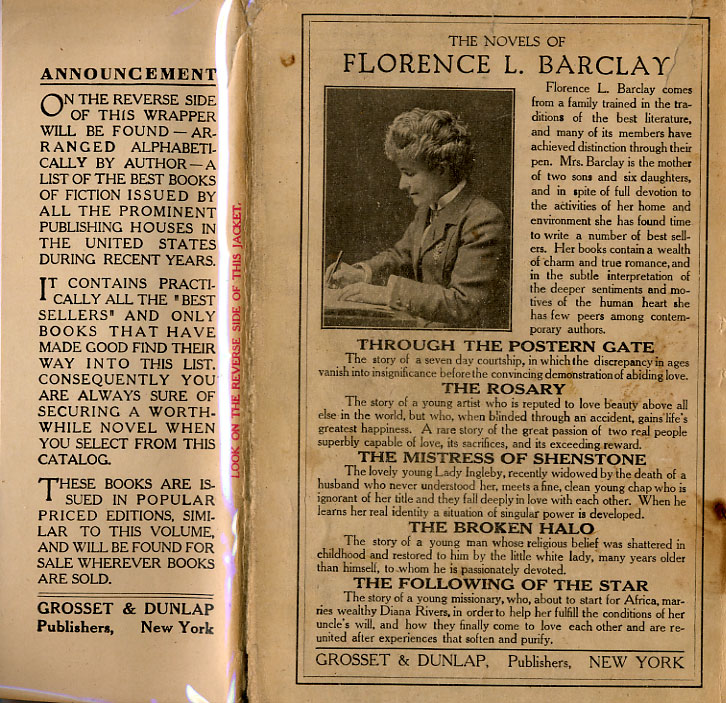 ANNOUNCEMENT
ON THE REVERSE SIDE
OF THIS WRAPPER
WILL BE FOUND — AR-
RANGED ALPHABETI-
CALLY BY AUTHOR — A
LIST OF THE BEST BOOKS
OF FICTION ISSUED BY
ALL THE PROMINENT
PUBLISHING HOUSES IN
THE UNITED STATES
DURING RECENT YEARS.
IT CONTAINS PRACTI-
CALLY ALL THE "BEST
SELLERS" AND ONLY
BOOKS THAT HAVE
MADE GOOD FIND THEIR
WAY INTO THIS LIST.
CONSEQUENTLY YOU
ARE ALWAYS SURE OF
SECURING A WORTH-
WHILE NOVEL WHEN
YOU SELECT FROM THIS
CATALOG.
THESE BOOKS ARE IS-
SUED IN POPULAR
PRICED EDITIONS, SIMI-
LAR TO THIS VOLUME,
AND WILL BE FOUND FOR
SALE WHEREVER BOOKS
ARE SOLD.
GROSSET & DUNLAP
Publishers, New York
LOOK ON THE REVERSE SIDE OF THIS JACKET.
THE NOVELS OF
FLORENCE L. BARCLAY
Florence L. Barclay comes
from a family trained in the tra-
ditions of the best literature,
and many of its members have
achieved distinction through their
pen. Mrs. Barclay is the mother
of two sons and six daughters,
and in spite of full devotion to
the activities of her home and
environment she has found time
to write a number of best sell-
ers. Her books contain a wealth
of charm and true romance, and
in the subtle interpretation of
the deeper sentiments and mo-
tives of the human heart she
has few peers among contem-
porary authors.
THROUGH THE POSTERN GATE
The story of a seven day courtship, in which the discrepancy in ages
vanish into insignificance before the convincing demonstration of abiding love.
THE ROSARY
The story of a young artist who is reputed to love beauty above all
else in the world, but who, when blinded through an accident, gains life's
greatest happiness. A rare story of the great passion of two real people
superbly capable of love, its sacrifices, and its exceeding reward.
THE MISTRESS OF SHENSTONE
The lovely young Lady Ingleby, recently widowed by the death of a
husband who never understood her, meets a fine, clean young chap who is
ignorant of her title and they fall deeply in love with each other. When he
learns her real identity a situation of singular power is developed.
THE BROKEN HALO
The story of a young man whose religious belief was shattered in
childhood and restored to him by the little white lady, many years older
than himself, to whom he is passionately devoted.
THE FOLLOWING OF THE STAR
The story of a young missionary, who, about to start for Africa, mar-
ries wealthy Diana Rivers, in order to help her fulfill the conditions of her
uncle's will, and how they finally come to love each other and are re-
united after experiences that soften and purify.
GROSSET & DUNLAP, Publishers, NEW YORK